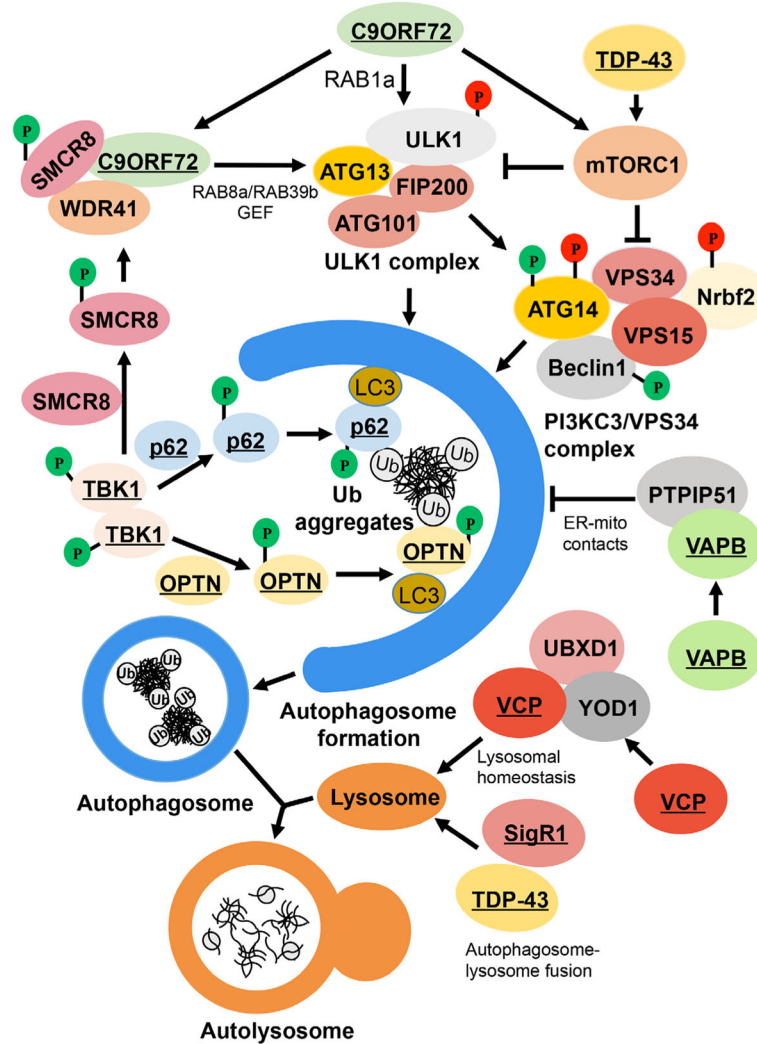 C9ORF72
RAB1a
TDP-43
P
P
ULK1
SMCR8
C9ORF72
ATG13
mTORC1
WDR41
RAB8a/RAB39b
GEF
FIP200
ATG101
ULK1 complex
P
P
P
P
VPS34
Nrbf2
SMCR8
ATG14
VPS15
Beclin1
P
LC3
SMCR8
P
p62
p62
p62
PI3KC3/VPS34
complex
P
P
Ub
Ub
Ub
Ub
aggregates
TBK1
PTPIP51
P
TBK1
P
P
OPTN
ER-mito
contacts
VAPB
OPTN
OPTN
LC3
UBXD1
VAPB
Ub
Ub
Ub
Ub
Ub
Ub
VCP
YOD1
Autophagosome
formation
Lysosomal
homeostasis
VCP
Autophagosome
Lysosome
SigR1
TDP-43
Autophagosome-
lysosome fusion
Autolysosome